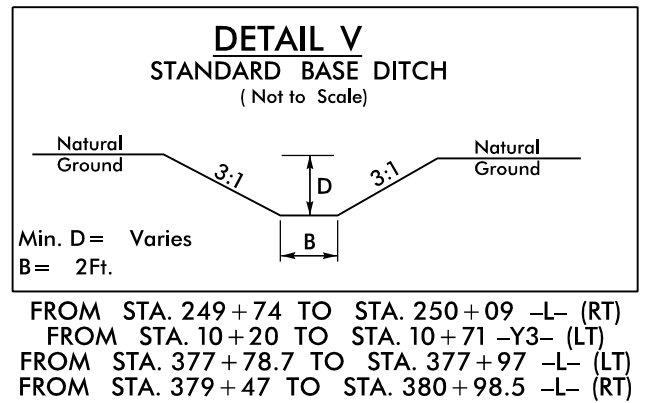 DETAIL V
STANDARD BASE DITCH
( Not to Scale)
Natural
Ground
3:1
D
3:1
Natural
Ground
Min. D= Varies
B
B= 2Ft.
FROM STA. 249+74 TO STA. 250+09 -L- (RT)
FROM STA. 10+20 TO STA. 10+71 -Y3- (LT)
FROM STA. 377+78.7 TO STA. 377+97 -L- (LT)
FROM STA. 379+47 TO STA. 380+98.5 -L- (RT)